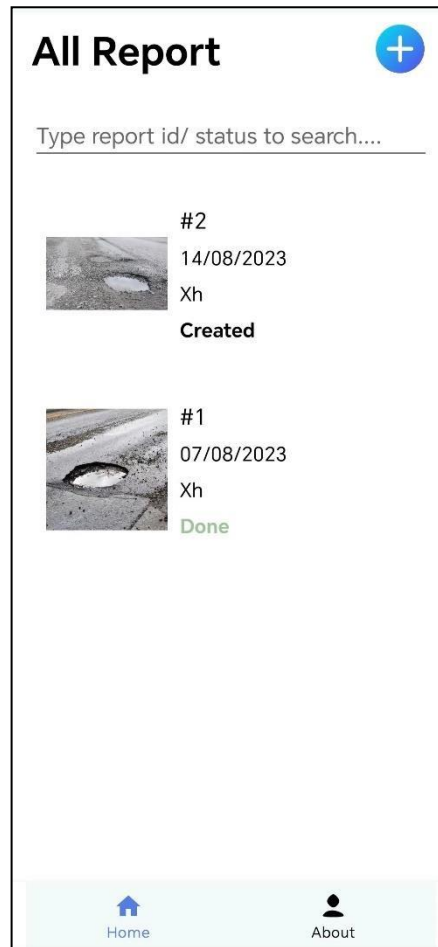 All Report
Type report id/ status to search....
#2
14/08/2023
Xh
Created
#1
07/08/2023
Xh
Done
Home
About